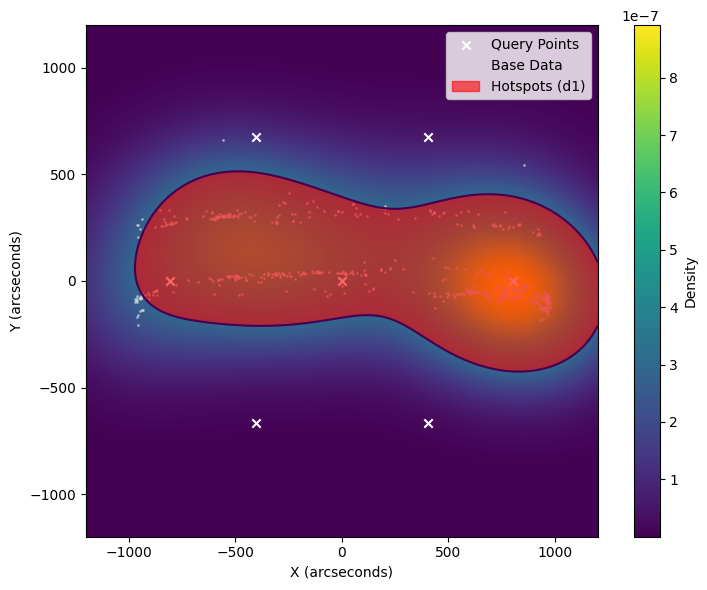 1e−7
Query Points
Base Data
Hotspots (d1)
1000
500
0
−500
−1000
−1000
−500
0
500
1000
X (arcseconds)
Y (arcseconds)
8
7
6
5
4
3
2
1
Density